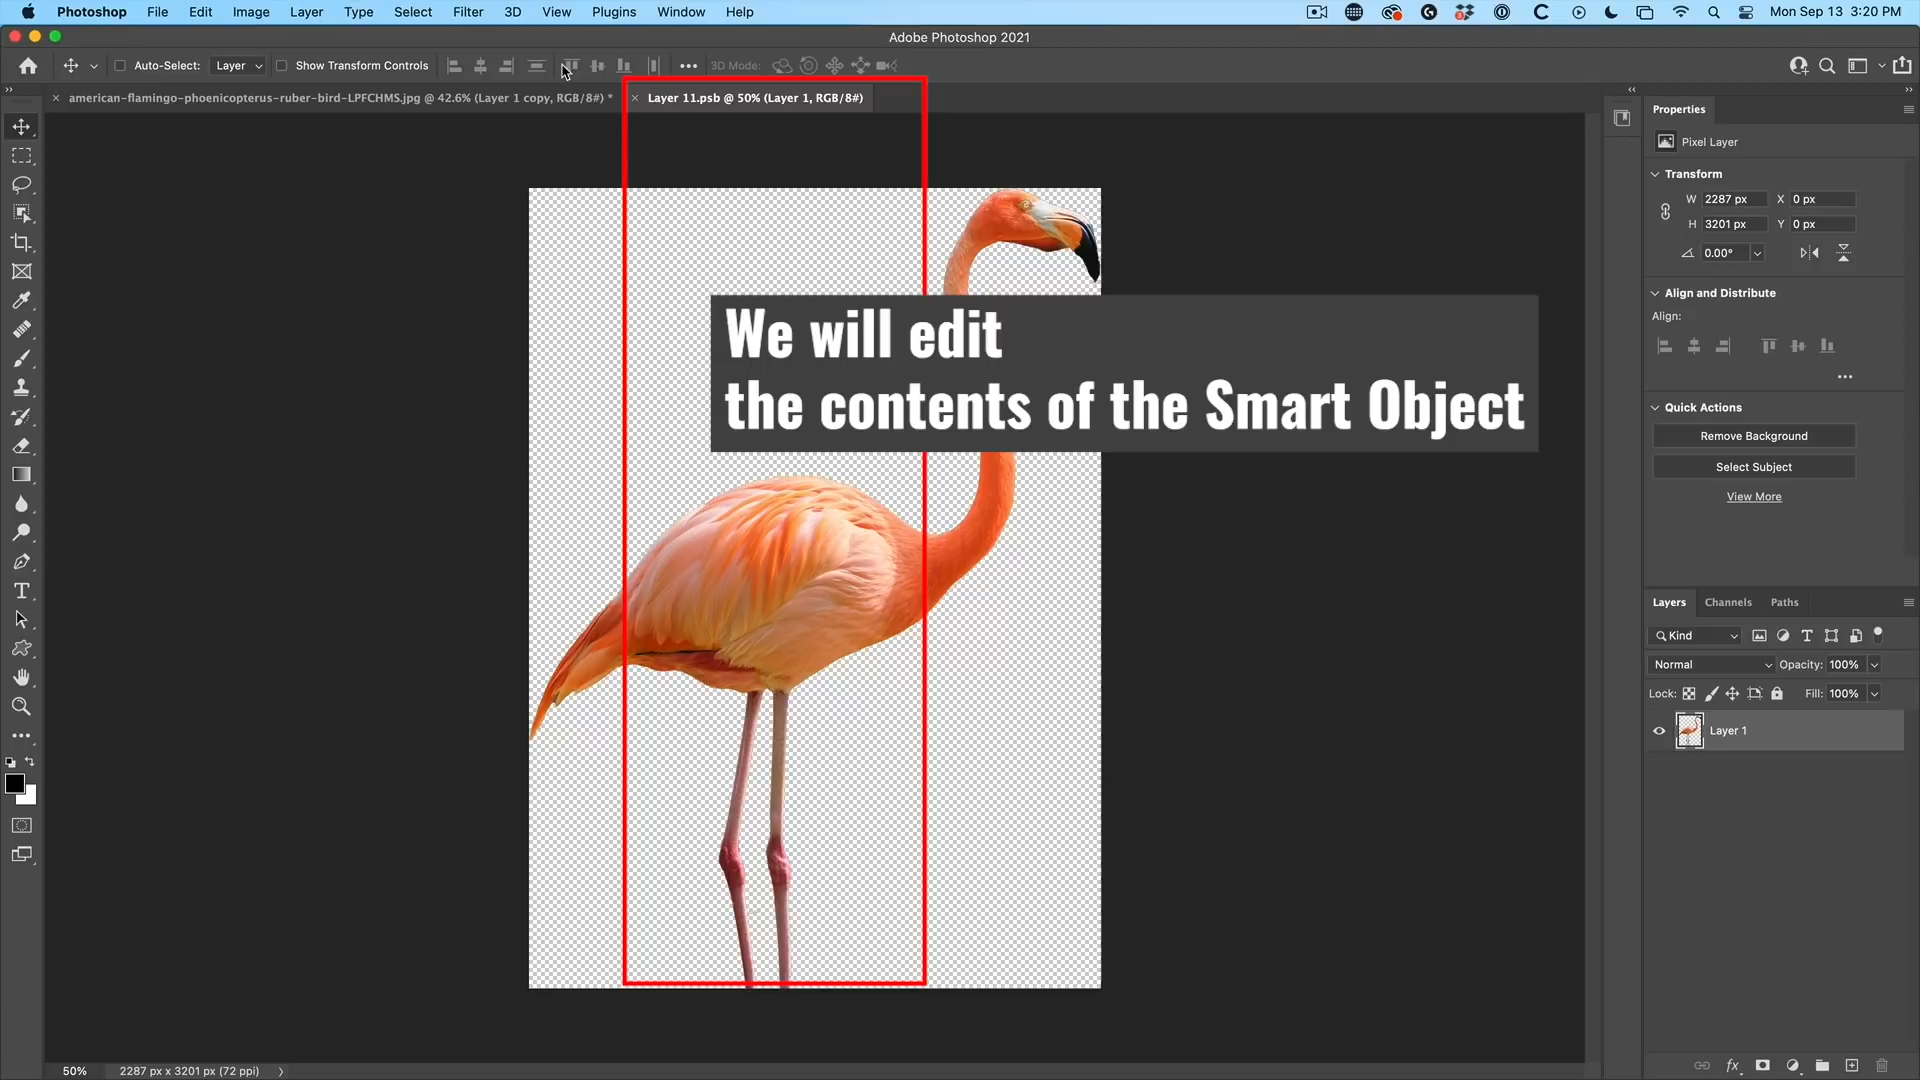 Photoshop File Edit Image Layer Type Select Filter 3D View Plugins Window Help
Mon Sep 13 3:20 PM
Adobe Photoshop 2021
Auto-Select: Layer Show Transform Controls 3D Mode:
american-flamingo-phoenicopterus-ruber-bird-LPFCHMS.jpg @ 42.6% (Layer 1 copy, RGB/8#) *
Layer 11.psb @ 50% (Layer 1, RGB/8#)
We will edit
the contents of the Smart Object
Properties
Pixel Layer
Transform
W 2287 px X 0 px
H 3201 px Y 0 px
0.00°
Align and Distribute
Align:
Quick Actions
Remove Background
Select Subject
View More
Layers Channels Paths
Kind
Normal Opacity: 100%
Lock: Fill: 100%
Layer 1
50% 2287 px x 3201 px (72 ppi)